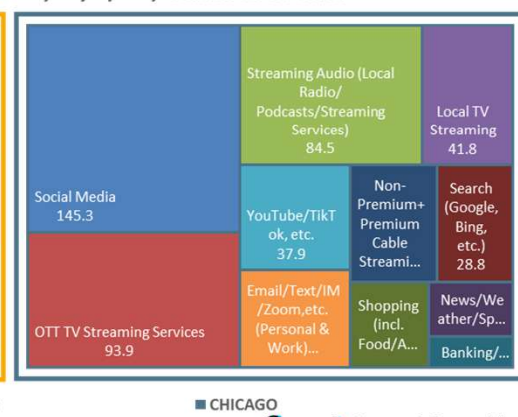 Social Media
145.3
OTT TV Streaming Services
93.9
Streaming Audio (Local
Radio/
Podcasts/Streaming
Services)
84.5
Local TV
Streaming
41.8
YouTube/TikT
ok, etc.
37.9
Email/Text/IM
/Zoom,etc.
(Personal &
Work)...
Non-
Premium+
Premium
Cable
Streami...
Search
(Google,
Bing,
etc.)
28.8
Shopping
(incl.
Food/A...
News/We
ather/Sp...
Banking/...
CHICAGO